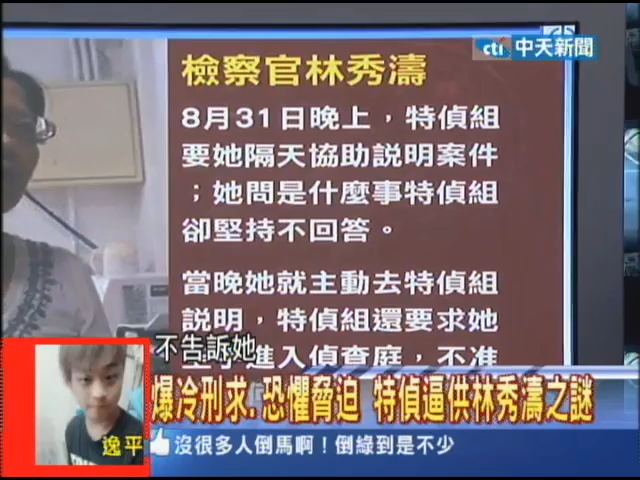 cti 中天新聞
檢察官林秀濤
8月31日晚上，特偵組
要她隔天協助説明案件
；她問是什麼事特偵組
卻堅持不回答。
當晚她就主動去特偵組
説明，特偵組還要求她
進入偵查庭，不准
不告訴她
爆冷刑求.恐懼脅迫 特偵逼供林秀濤之謎
逸平
沒很多人倒馬啊！倒綠到是不少